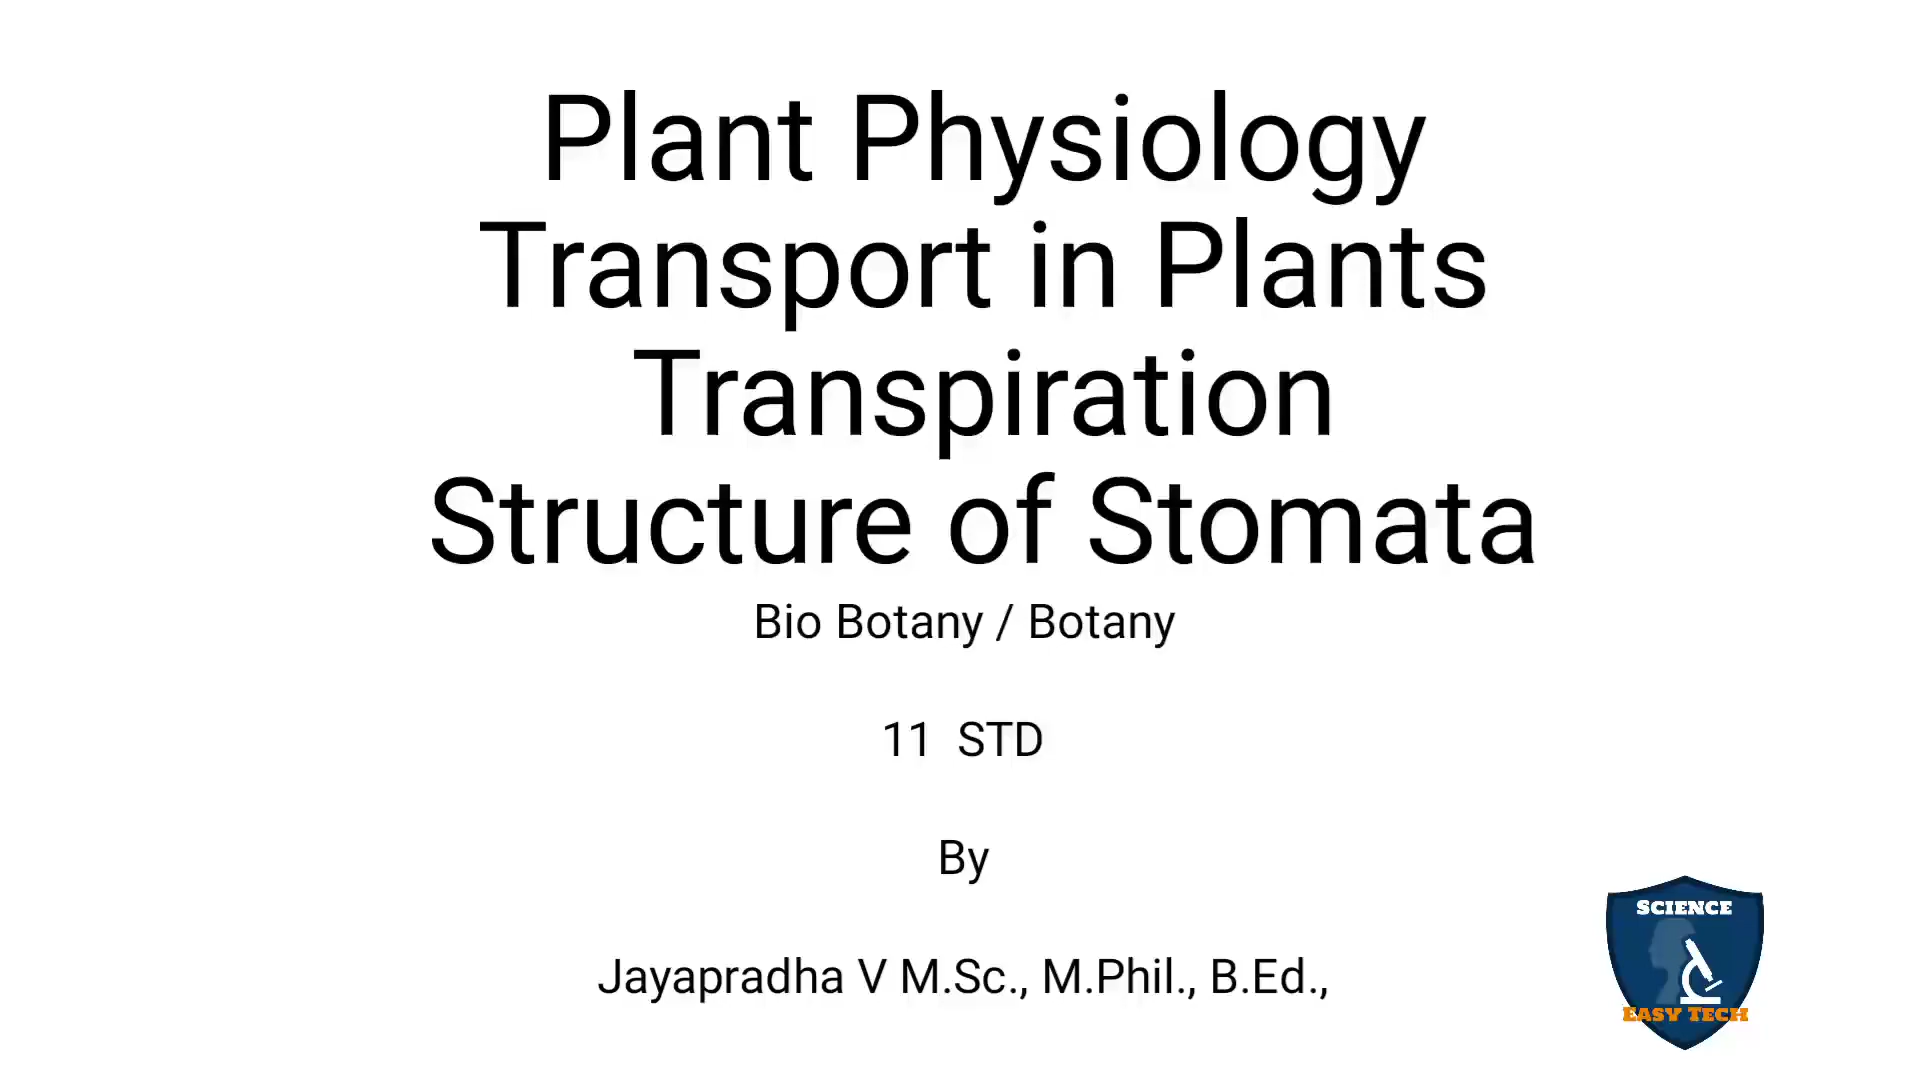 Plant Physiology
Transport in Plants
Transpiration
Structure of Stomata
Bio Botany / Botany
11 STD
By
Jayapradha V M.Sc., M.Phil., B.Ed.,
SCIENCE
EASY TECH